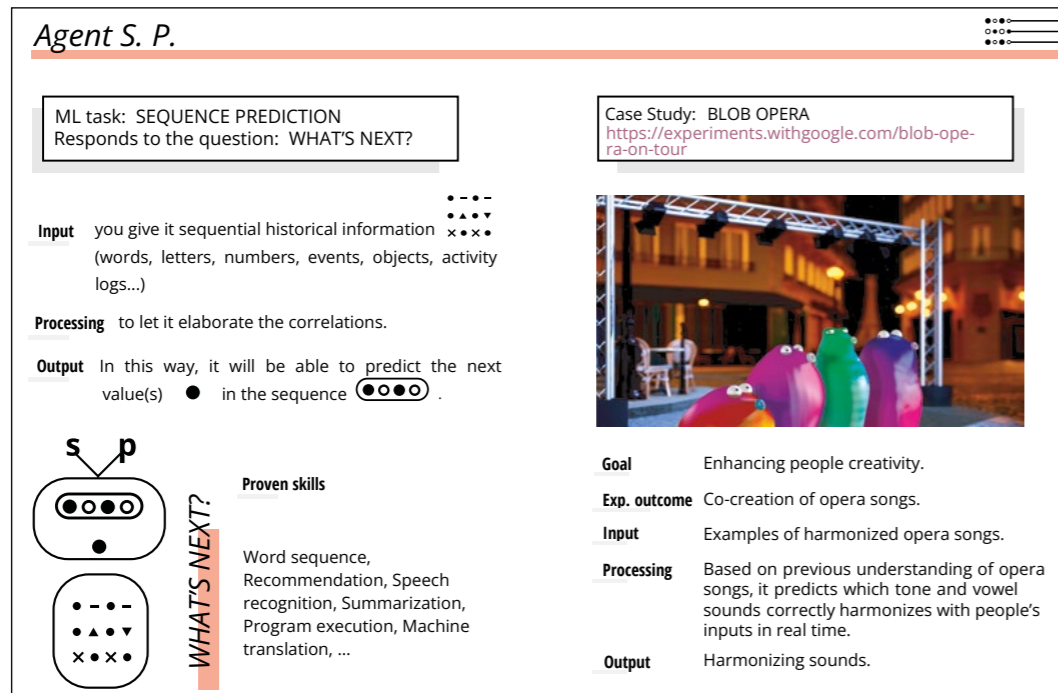 Agent S. P.
ML task: SEQUENCE PREDICTION
Responds to the question: WHAT'S NEXT?
Input you give it sequential historical information
(words, letters, numbers, events, objects, activity
logs...)
Processing to let it elaborate the correlations.
Output In this way, it will be able to predict the next
value(s) ● in the sequence .
s p
WHAT'S NEXT?
Proven skills
Word sequence,
Recommendation, Speech
recognition, Summarization,
Program execution, Machine
translation, ...
Case Study: BLOB OPERA
https://experiments.withgoogle.com/blob-ope-
ra-on-tour
Goal Enhancing people creativity.
Exp. outcome Co-creation of opera songs.
Input Examples of harmonized opera songs.
Processing Based on previous understanding of opera
songs, it predicts which tone and vowel
sounds correctly harmonizes with people's
inputs in real time.
Output Harmonizing sounds.